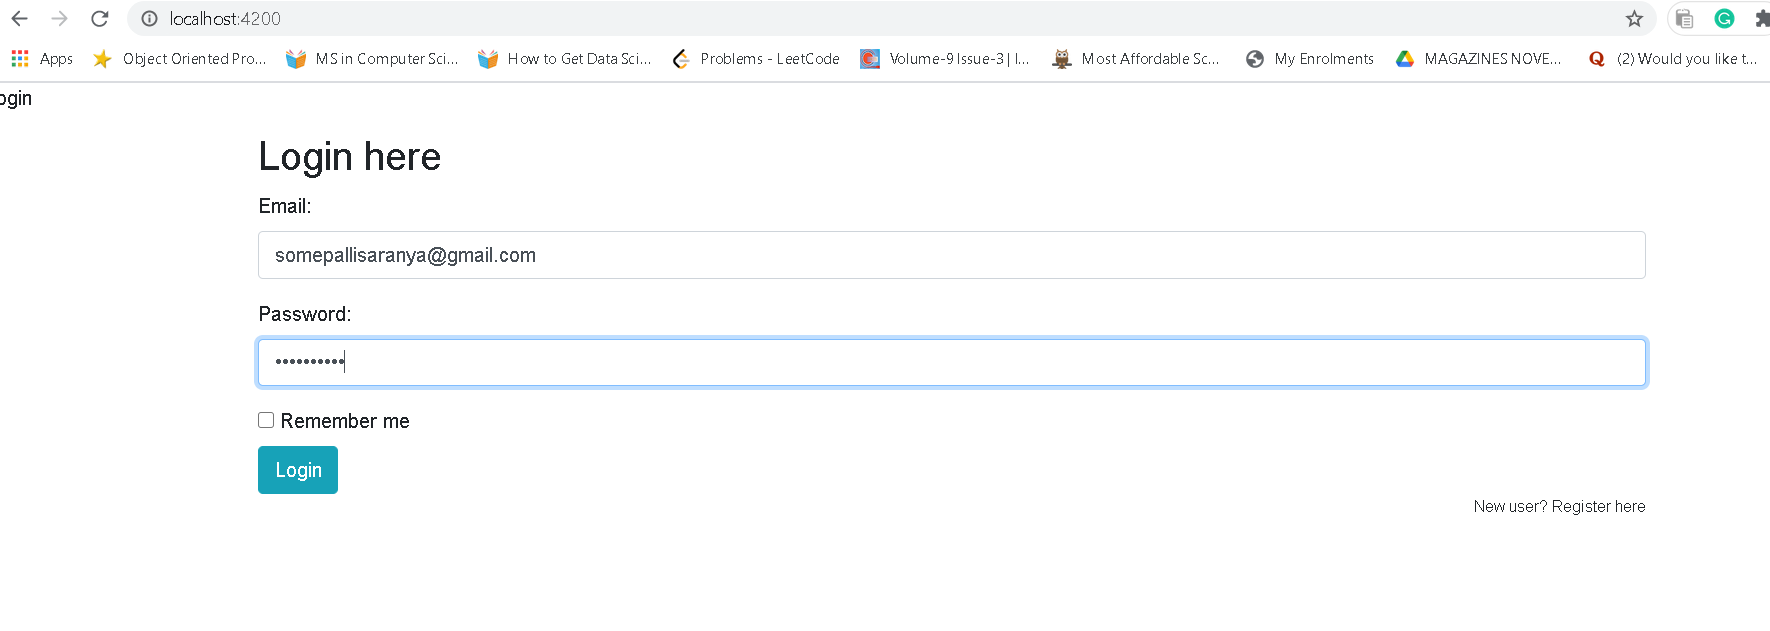 localhost:4200
Apps Object Oriented Pro... MS in Computer Sci... How to Get Data Sci... Problems - LeetCode Volume-9 Issue-3 | I... Most Affordable Sc... My Enrolments MAGAZINES NOVE... (2) Would you like t...
ogin
Login here
Email:
somepallisaranya@gmail.com
Password:
••••••••••
Remember me
Login
New user? Register here